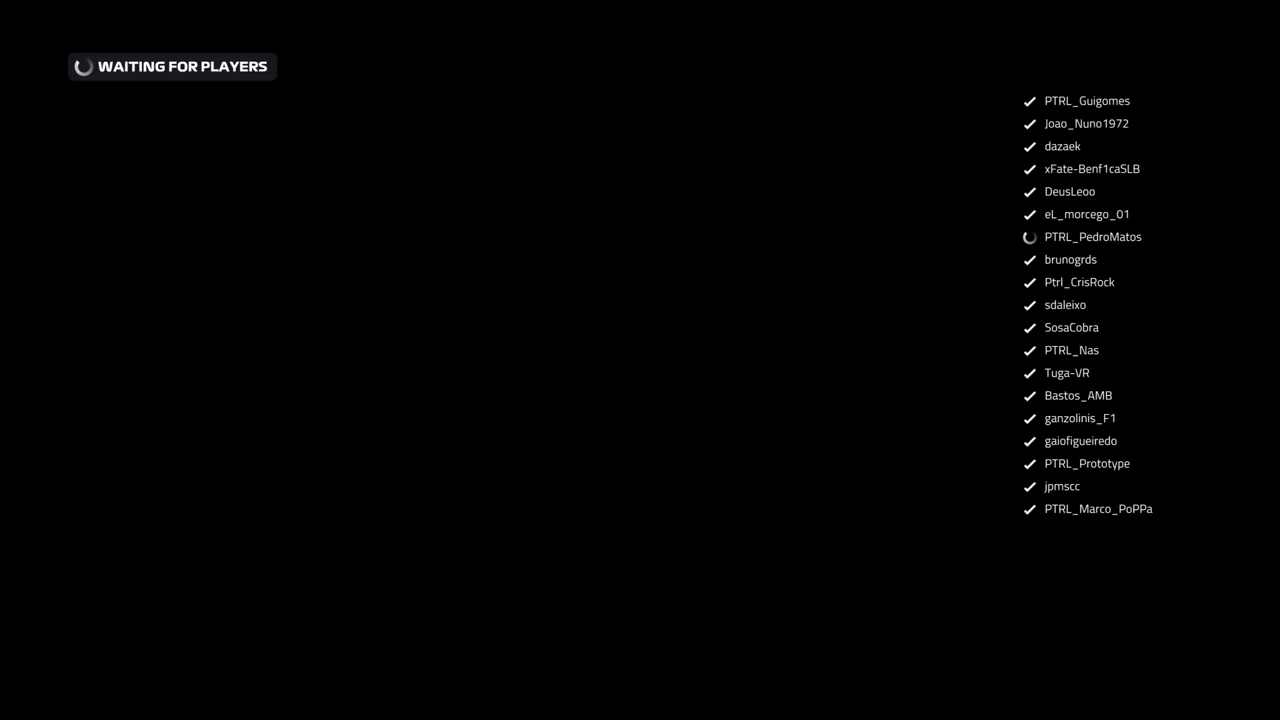 WAITING FOR PLAYERS
PTRL_Guigomes
Joao_Nuno1972
dazaek
xFate-Benf1caSLB
DeusLeoo
eL_morcego_01
PTRL_PedroMatos
brunogrds
Ptrl_CrisRock
sdaleixo
SosaCobra
PTRL_Nas
Tuga-VR
Bastos_AMB
ganzolinis_F1
gaiofigueiredo
PTRL_Prototype
jpmscc
PTRL_Marco_PoPPa